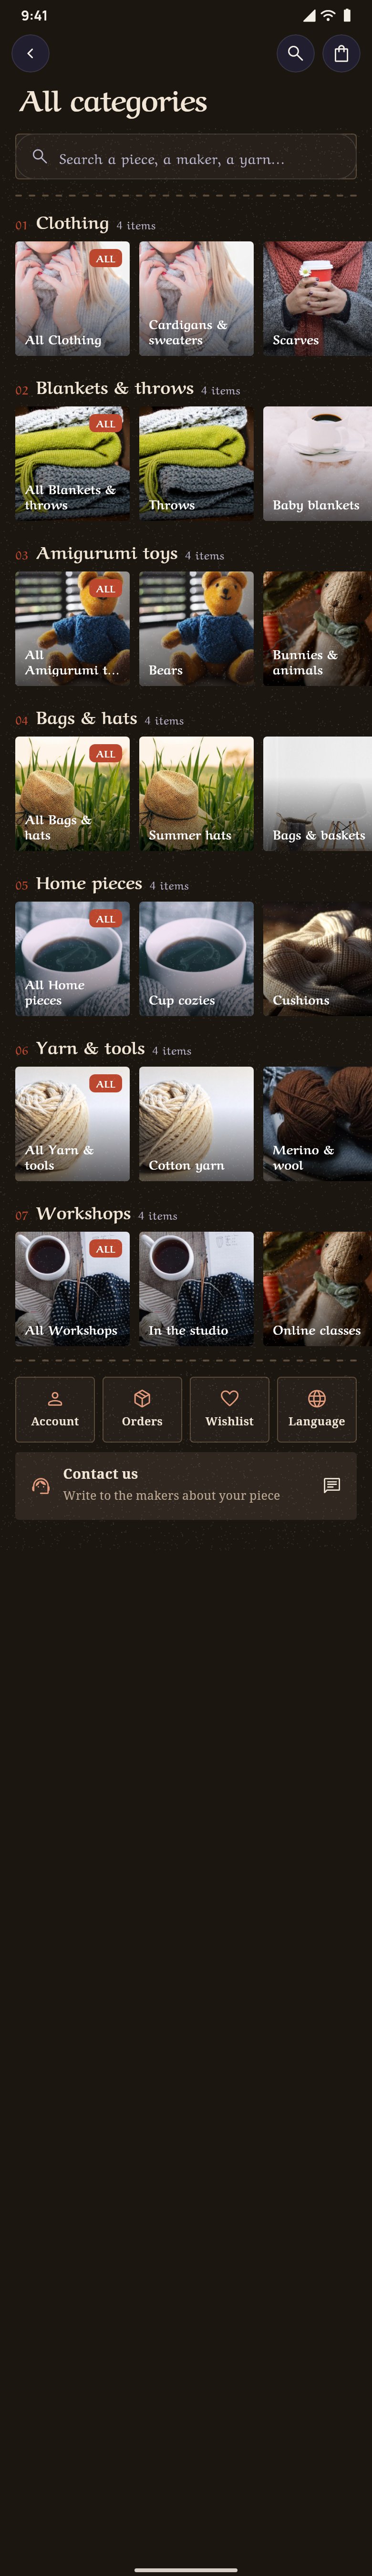 9:41
All categories
Search a piece, a maker, a yarn...
01 Clothing 4 items
ALL
All Clothing
Cardigans &
sweaters
Scarves
02 Blankets & throws 4 items
ALL
All Blankets &
throws
Throws
Baby blankets
03 Amigurumi toys 4 items
ALL
All
Amigurumi t...
Bears
Bunnies &
animals
04 Bags & hats 4 items
ALL
All Bags &
hats
Summer hats
Bags & baskets
05 Home pieces 4 items
ALL
All Home
pieces
Cup cozies
Cushions
06 Yarn & tools 4 items
ALL
All Yarn &
tools
Cotton yarn
Merino &
wool
07 Workshops 4 items
ALL
All Workshops
In the studio
Online classes
Account
Orders
Wishlist
Language
Contact us
Write to the makers about your piece